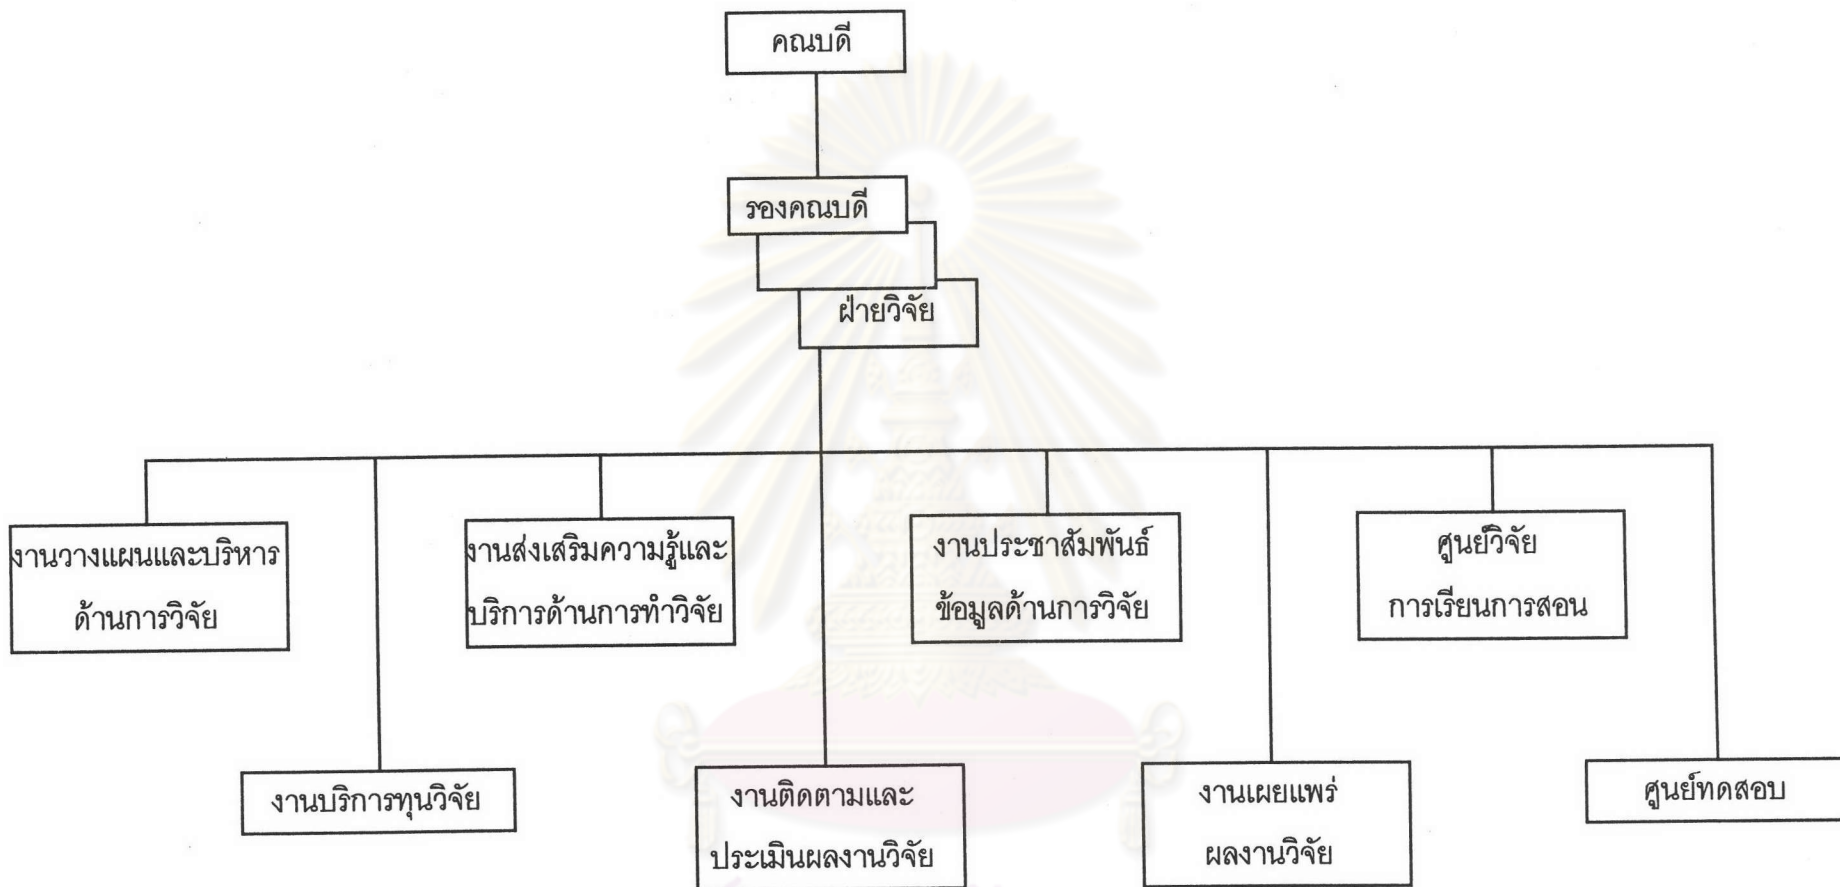 คณบดี
รองคณบดี
ฝ่ายวิจัย
งานวางแผนและบริหาร
ด้านการวิจัย
งานส่งเสริมความรู้และ
บริการด้านการทำวิจัย
งานประชาสัมพันธ์
ข้อมูลด้านการวิจัย
ศูนย์วิจัย
การเรียนการสอน
งานบริการทุนวิจัย
งานติดตามและ
ประเมินผลงานวิจัย
งานเผยแพร่
ผลงานวิจัย
ศูนย์ทดสอบ